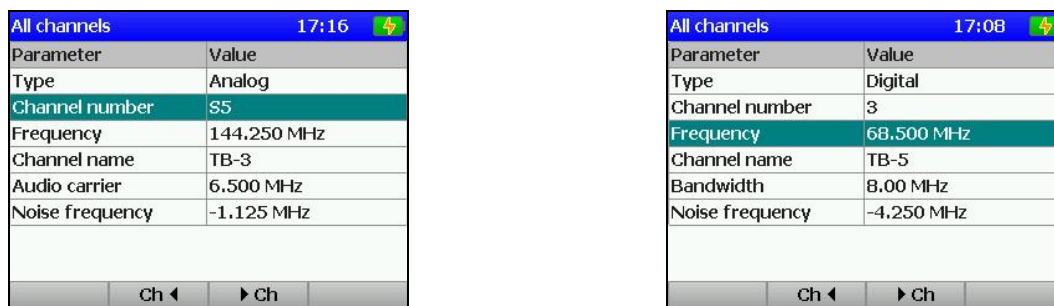 All channels 17:16
Parameter Value
Type Analog
Channel number S5
Frequency 144.250 MHz
Channel name TB-3
Audio carrier 6.500 MHz
Noise frequency -1.125 MHz
Ch ◀ ▶ Ch
All channels 17:08
Parameter Value
Type Digital
Channel number 3
Frequency 68.500 MHz
Channel name TB-5
Bandwidth 8.00 MHz
Noise frequency -4.250 MHz
Ch ◀ ▶ Ch